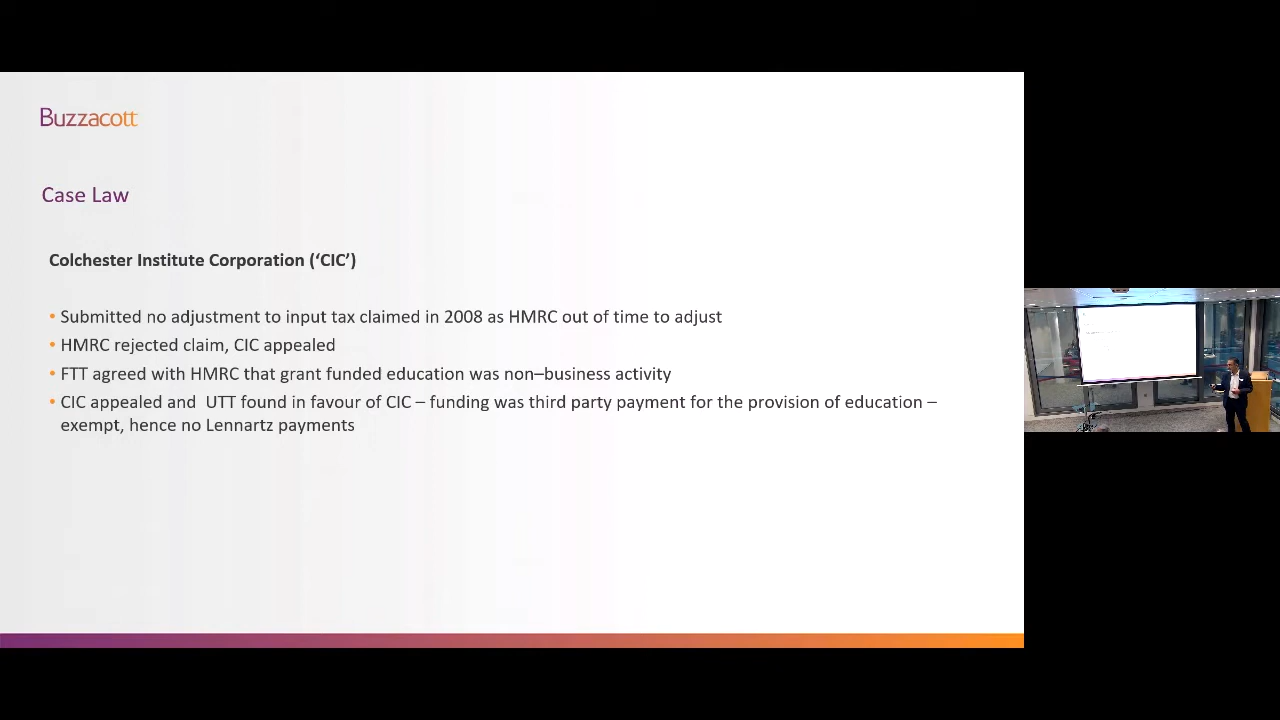 Buzzacott
Case Law
Colchester Institute Corporation (‘CIC’)
• Submitted no adjustment to input tax claimed in 2008 as HMRC out of time to adjust
• HMRC rejected claim, CIC appealed
• FTT agreed with HMRC that grant funded education was non–business activity
• CIC appealed and  UTT found in favour of CIC – funding was third party payment for the provision of education –
exempt, hence no Lennartz payments